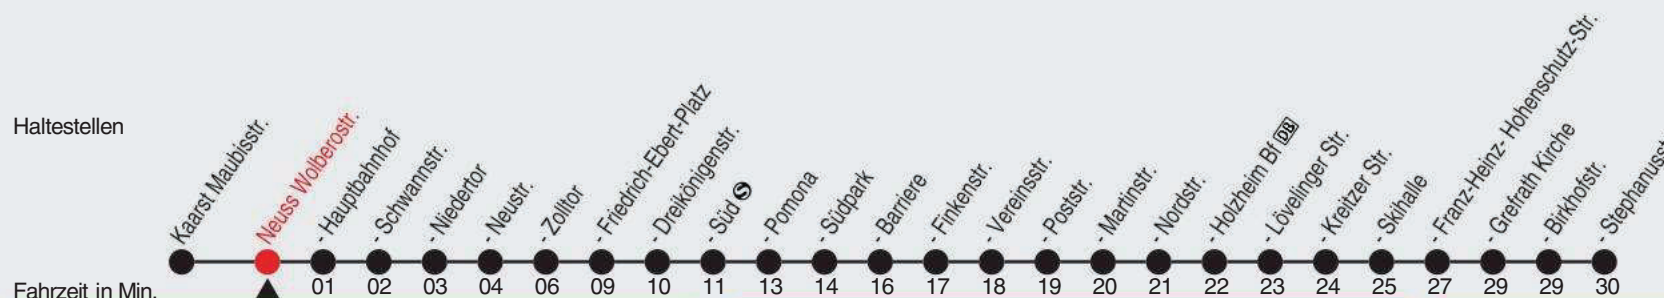 Haltestellen
Kaarst Maubisstr.
Neuss Wolberostr.
- Hauptbahnhof
- Schwannstr.
- Niedertor
- Neustr.
- Zolltor
- Friedrich-Ebert-Platz
- Dreikönigenstr.
- Süd S
- Pomona
- Südpark
- Barriere
- Finkenstr.
- Vereinsstr.
- Poststr.
- Martinstr.
- Nordstr.
- Holzheim Bf DB
- Lövelinger Str.
- Kreitzer Str.
- Skihalle
- Franz-Heinz- Hohenschutz-Str.
- Grefrath Kirche
- Birkhofstr.
Fahrzeit in Min. 01 02 03 04 06 09 10 11 13 14 16 17 18 19 20 21 22 23 24 25 27 29 29 30